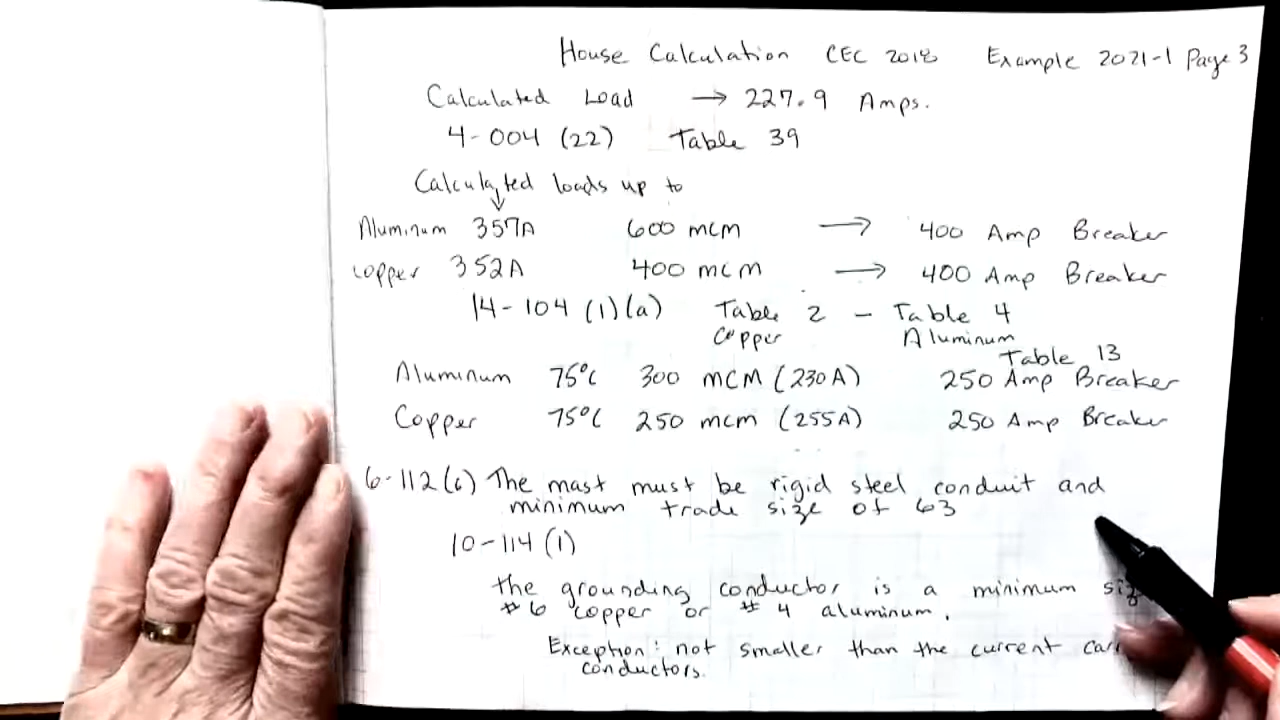 House Calculation CEC 2018 Example 2021-1 Page 3
Calculated Load → 227.9 Amps.
4-004 (22) Table 39
Calculated loads up to
Aluminum 357A 600 mcm → 400 Amp Breaker
Copper 352A 400 mcm → 400 Amp Breaker
14-104 (1)(a) Table 2 - Table 4
Copper Aluminum
Table 13
Aluminum 75°C 300 MCM (230A) 250 Amp Breaker
Copper 75°C 250 mcm (255A) 250 Amp Breaker
6-112(6) The mast must be rigid steel conduit and
minimum trade size of 63
10-114 (1)
the grounding conductor is a minimum
#6 copper or #4 aluminum.
Exception: not smaller than the current
conductors.